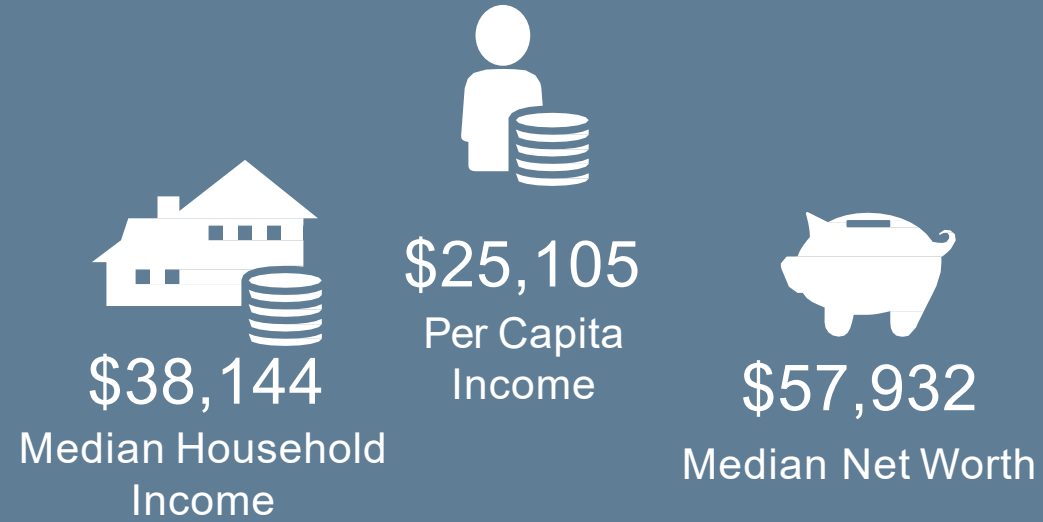 $38,144
Median Household
Income
$25,105
Per Capita
Income
$57,932
Median Net Worth